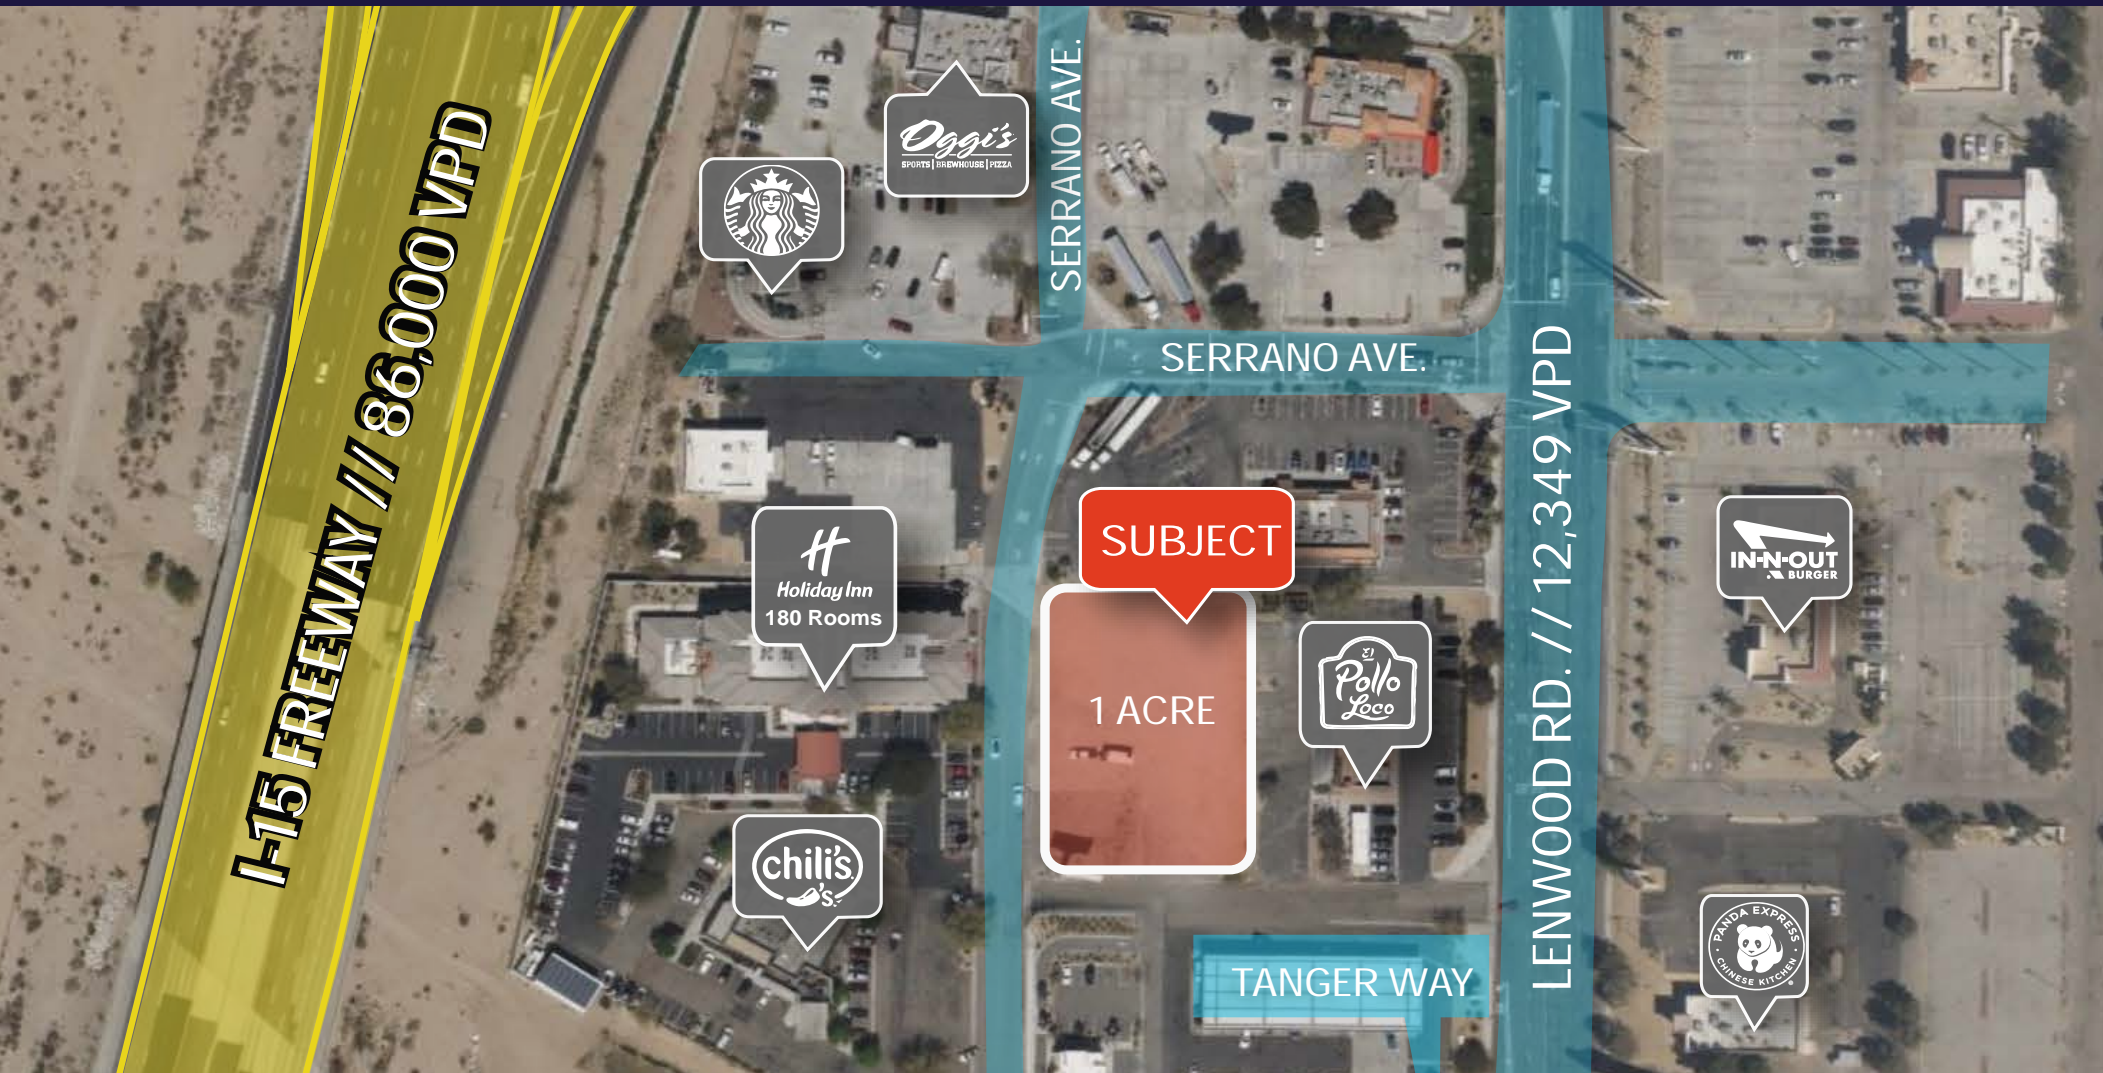 Oggi's
SPORTS | BREWHOUSE | PIZZA
SERRANO AVE.
I-15 FREEWAY // 86,000 VPD
SERRANO AVE.
LENWOOD RD. // 12,349 VPD
SUBJECT
1 ACRE
Holiday Inn
180 Rooms
El
Pollo
Loco
IN-N-OUT
BURGER
chili's
's
PANDA EXPRESS
CHINESE KITCHEN
TANGER WAY